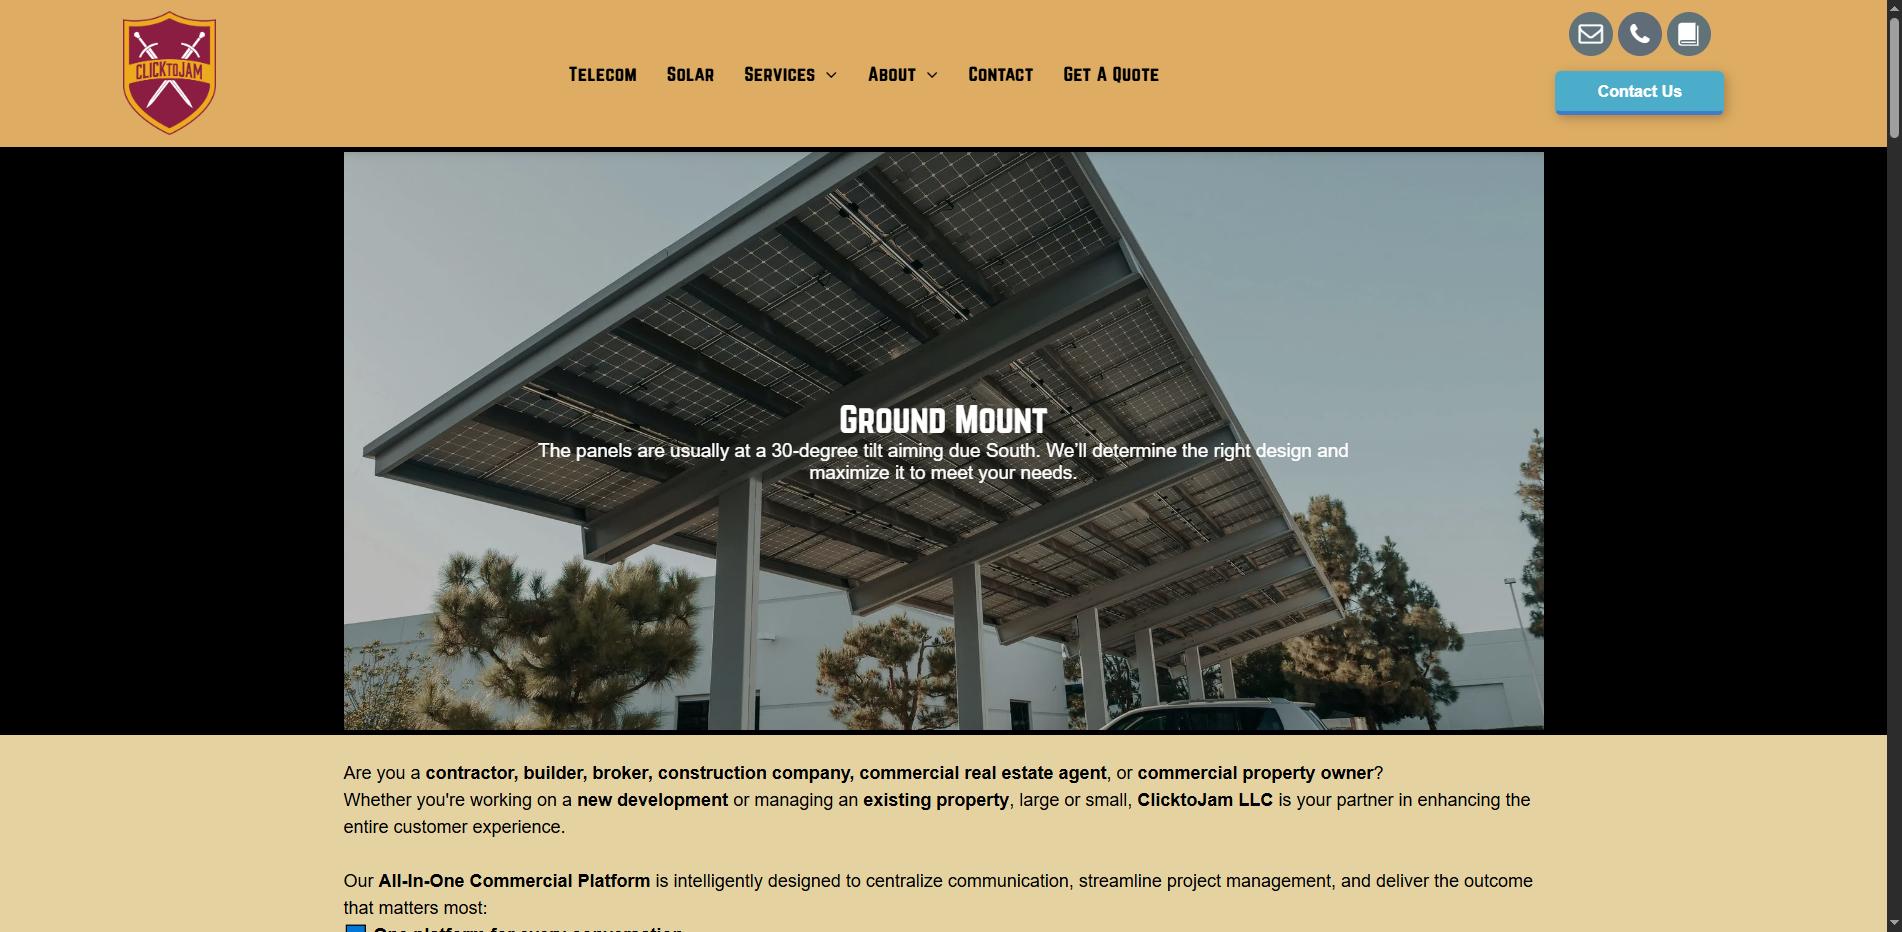 CLICKTOJAM
Telecom
Solar
Services
About
Contact
Get A Quote
Contact Us
Ground Mount
The panels are usually at a 30-degree tilt aiming due South. We'll determine the right design and
maximize it to meet your needs.
Are you a contractor, builder, broker, construction company, commercial real estate agent, or commercial property owner?
Whether you're working on a new development or managing an existing property, large or small, ClicktoJam LLC is your partner in enhancing the
entire customer experience.
Our All-In-One Commercial Platform is intelligently designed to centralize communication, streamline project management, and deliver the outcome
that matters most:
One platform for every conversation